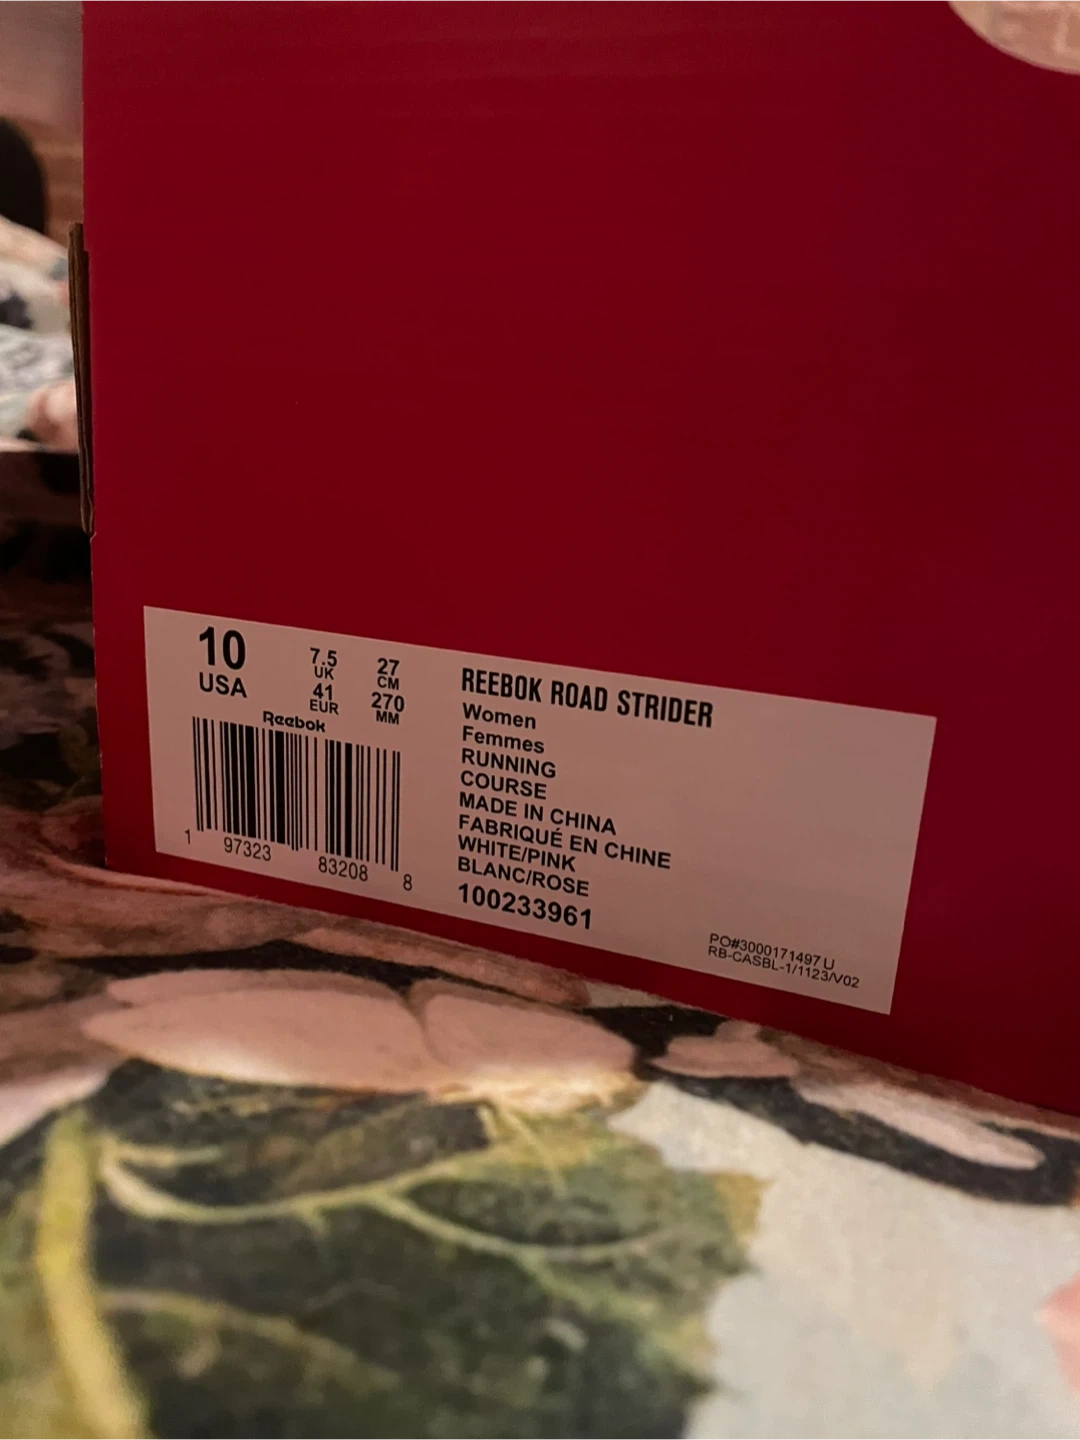 10
USA
7.5
UK
41
EUR
27
CM
270
MM
Reebok
1 97323 83208 8
REEBOK ROAD STRIDER
Women
Femmes
RUNNING
COURSE
MADE IN CHINA
FABRIQUÉ EN CHINE
WHITE/PINK
BLANC/ROSE
100233961
PO#3000171497 U
RB-CASBL-1/1123/V02